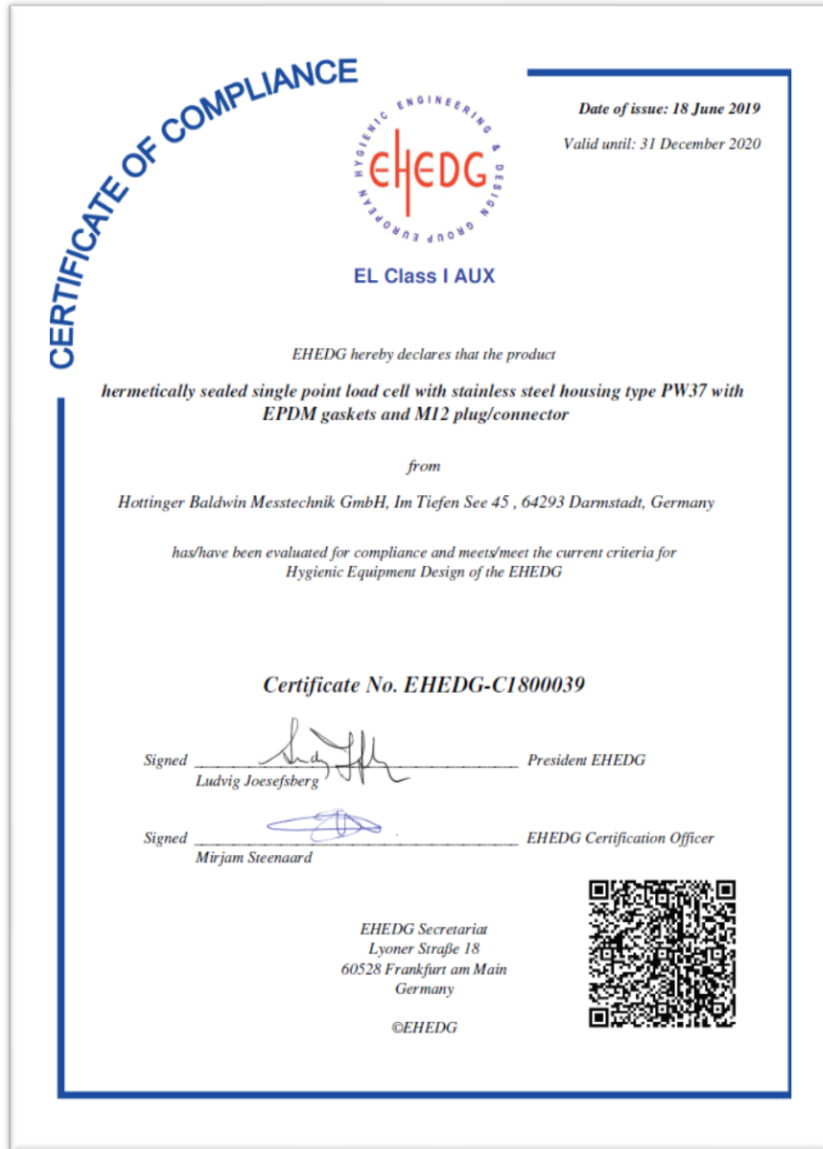 CERTIFICATE OF COMPLIANCE
EUROPEAN HYGIENIC ENGINEERING & DESIGN GROUP
EHEDG
Date of issue: 18 June 2019
Valid until: 31 December 2020
EL Class I AUX
EHEDG hereby declares that the product
hermetically sealed single point load cell with stainless steel housing type PW37 with
EPDM gaskets and M12 plug/connector
from
Hottinger Baldwin Messtechnik GmbH, Im Tiefen See 45 , 64293 Darmstadt, Germany
has/have been evaluated for compliance and meets/meet the current criteria for
Hygienic Equipment Design of the EHEDG
Certificate No. EHEDG-C1800039
Signed President EHEDG
Ludvig Joesefsberg
Signed EHEDG Certification Officer
Mirjam Steenaard
EHEDG Secretariat
Lyoner Straße 18
60528 Frankfurt am Main
Germany
©EHEDG